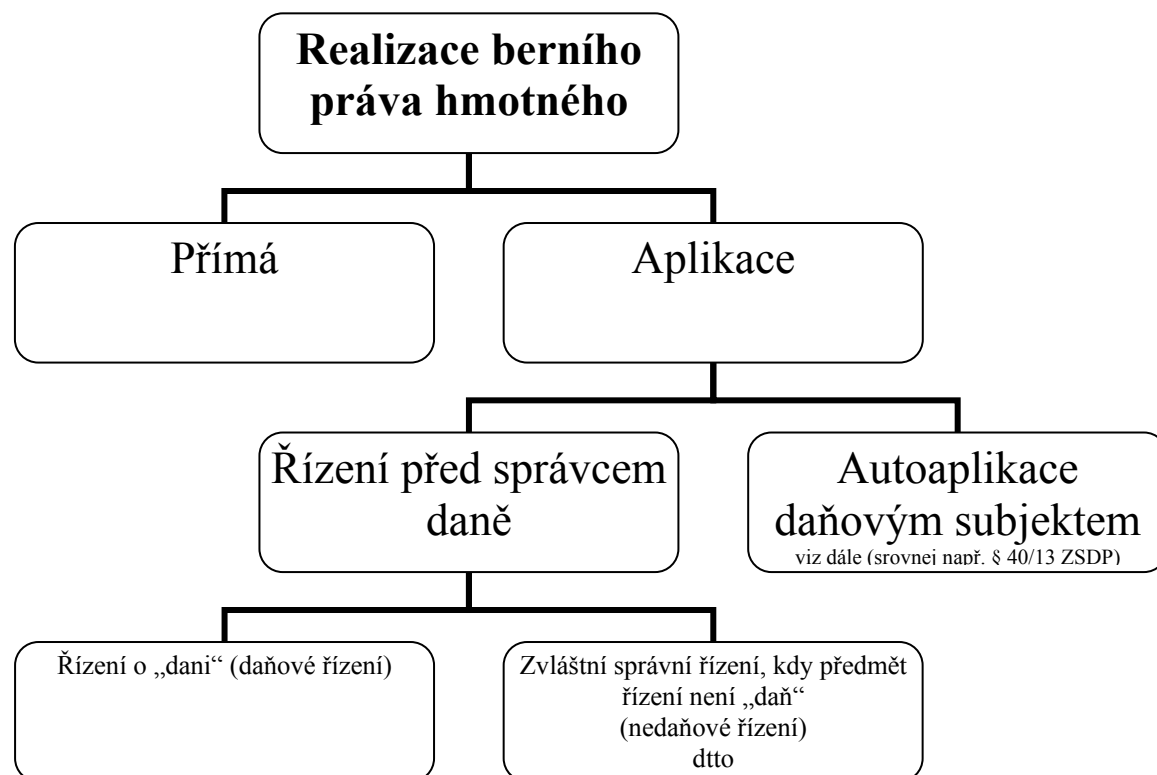 Realizace berního
práva hmotného
Přímá
Aplikace
Řízení před správcem
daně
Autoaplikace
daňovým subjektem
viz dále (srovnej např. § 40/13 ZSDP)
Řízení o „dani“ (daňové řízení)
Zvláštní správní řízení, kdy předmět
řízení není „daň“
(nedaňové řízení)
dtto